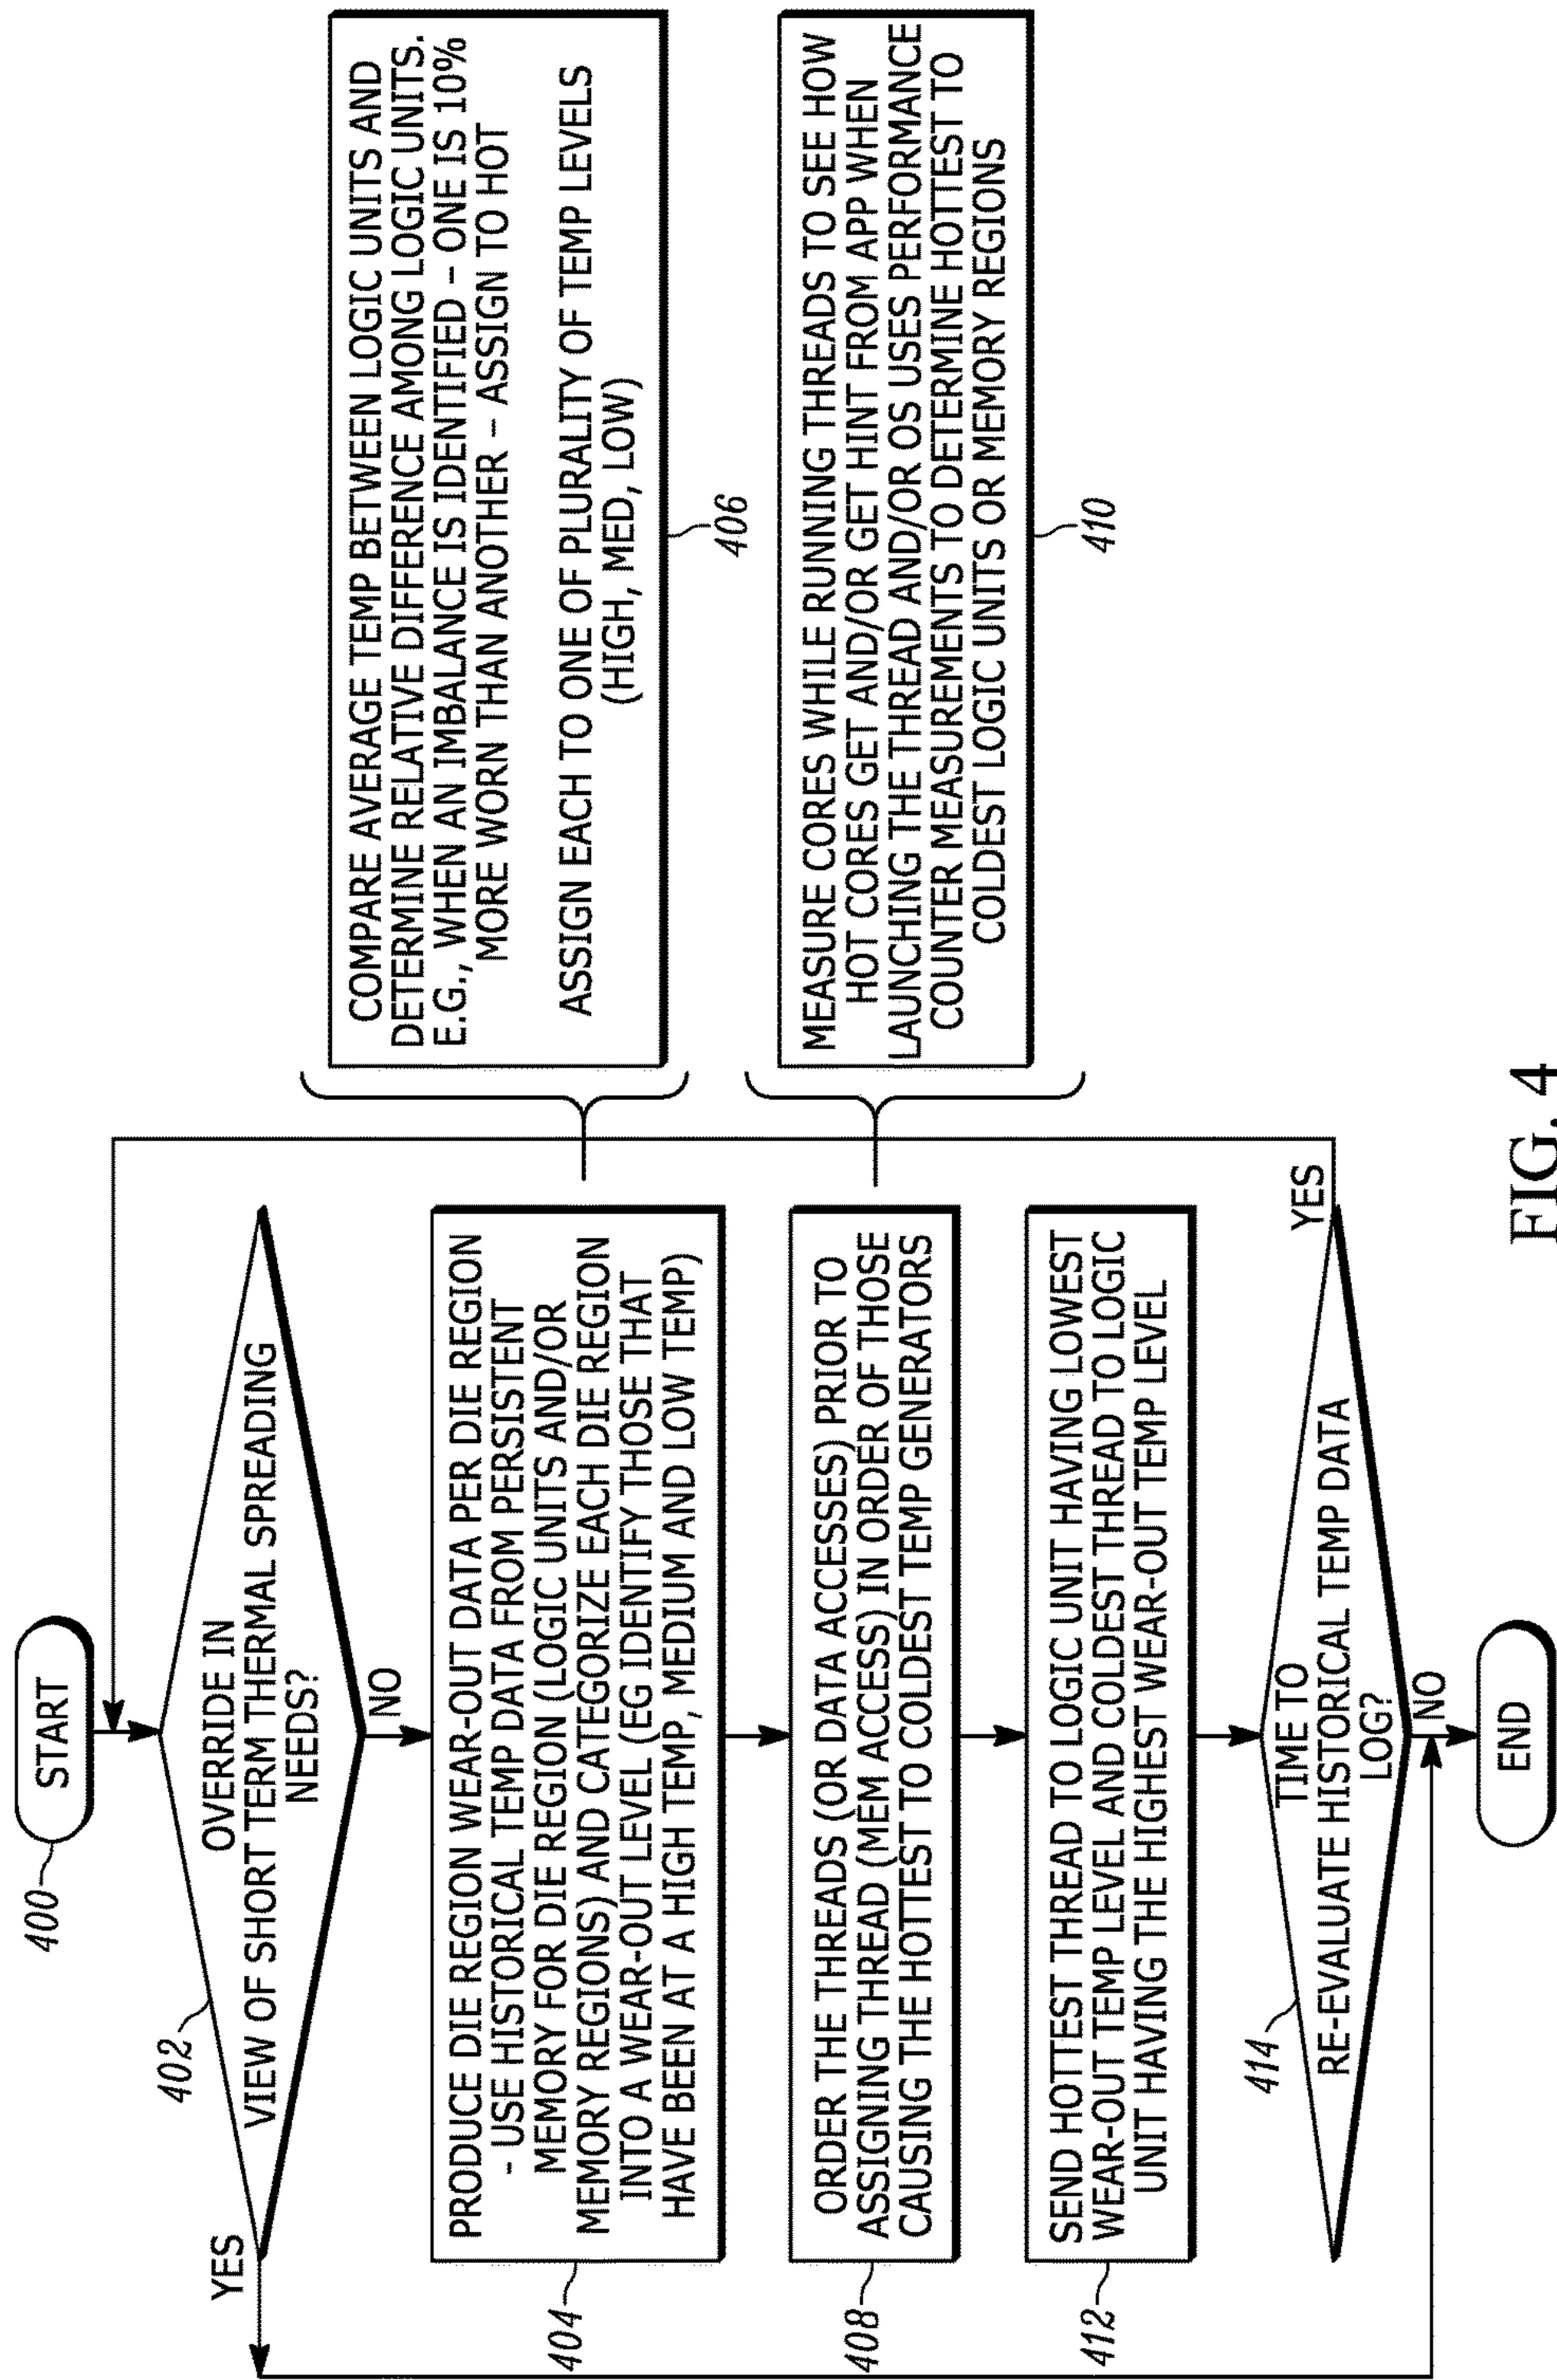 400
START
402
OVERRIDE IN
VIEW OF SHORT TERM THERMAL SPREADING
NEEDS?
YES
NO
404
PRODUCE DIE REGION WEAR-OUT DATA PER DIE REGION
- USE HISTORICAL TEMP DATA FROM PERSISTENT
MEMORY FOR DIE REGION (LOGIC UNITS AND/OR
MEMORY REGIONS) AND CATEGORIZE EACH DIE REGION
INTO A WEAR-OUT LEVEL (EG IDENTIFY THOSE THAT
HAVE BEEN AT A HIGH TEMP, MEDIUM AND LOW TEMP)
COMPARE AVERAGE TEMP BETWEEN LOGIC UNITS AND
DETERMINE RELATIVE DIFFERENCE AMONG LOGIC UNITS.
E.G., WHEN AN IMBALANCE IS IDENTIFIED - ONE IS 10%
MORE WORN THAN ANOTHER - ASSIGN TO HOT
ASSIGN EACH TO ONE OF PLURALITY OF TEMP LEVELS
(HIGH, MED, LOW)
406
408
ORDER THE THREADS (OR DATA ACCESSES) PRIOR TO
ASSIGNING THREAD (MEM ACCESS) IN ORDER OF THOSE
CAUSING THE HOTTEST TO COLDEST TEMP GENERATORS
MEASURE CORES WHILE RUNNING THREADS TO SEE HOW
HOT CORES GET AND/OR GET HINT FROM APP WHEN
LAUNCHING THE THREAD AND/OR OS USES PERFORMANCE
COUNTER MEASUREMENTS TO DETERMINE HOTTEST TO
COLDEST LOGIC UNITS OR MEMORY REGIONS
410
412
SEND HOTTEST THREAD TO LOGIC UNIT HAVING LOWEST
WEAR-OUT TEMP LEVEL AND COLDEST THREAD TO LOGIC
UNIT HAVING THE HIGHEST WEAR-OUT TEMP LEVEL
414
TIME TO
RE-EVALUATE HISTORICAL TEMP DATA
LOG?
YES
NO
END
FIG. 4